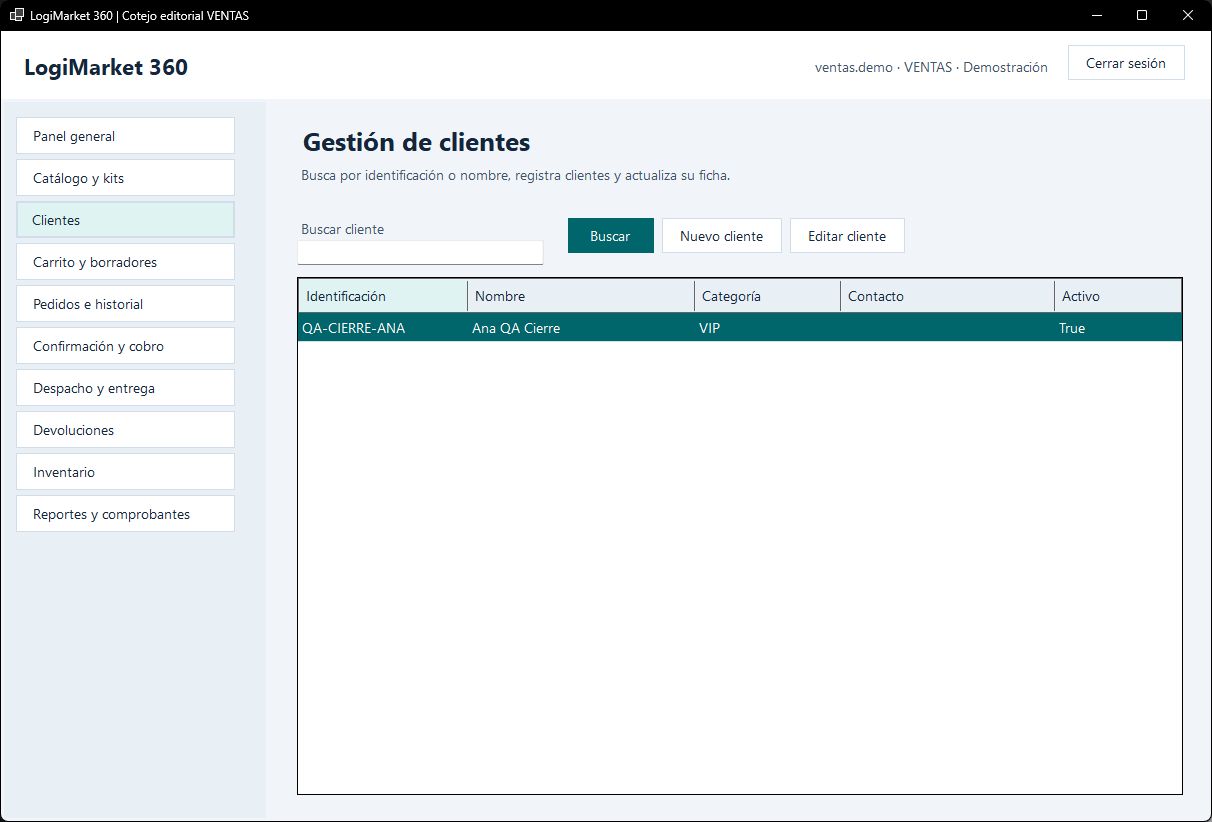 LogiMarket 360 | Cotejo editorial VENTAS
LogiMarket 360
ventas.demo · VENTAS · Demostración
Cerrar sesión
Panel general
Catálogo y kits
Clientes
Carrito y borradores
Pedidos e historial
Confirmación y cobro
Despacho y entrega
Devoluciones
Inventario
Reportes y comprobantes
Gestión de clientes
Busca por identificación o nombre, registra clientes y actualiza su ficha.
Buscar cliente
Buscar
Nuevo cliente
Editar cliente
Identificación Nombre Categoría Contacto Activo
QA-CIERRE-ANA Ana QA Cierre VIP True